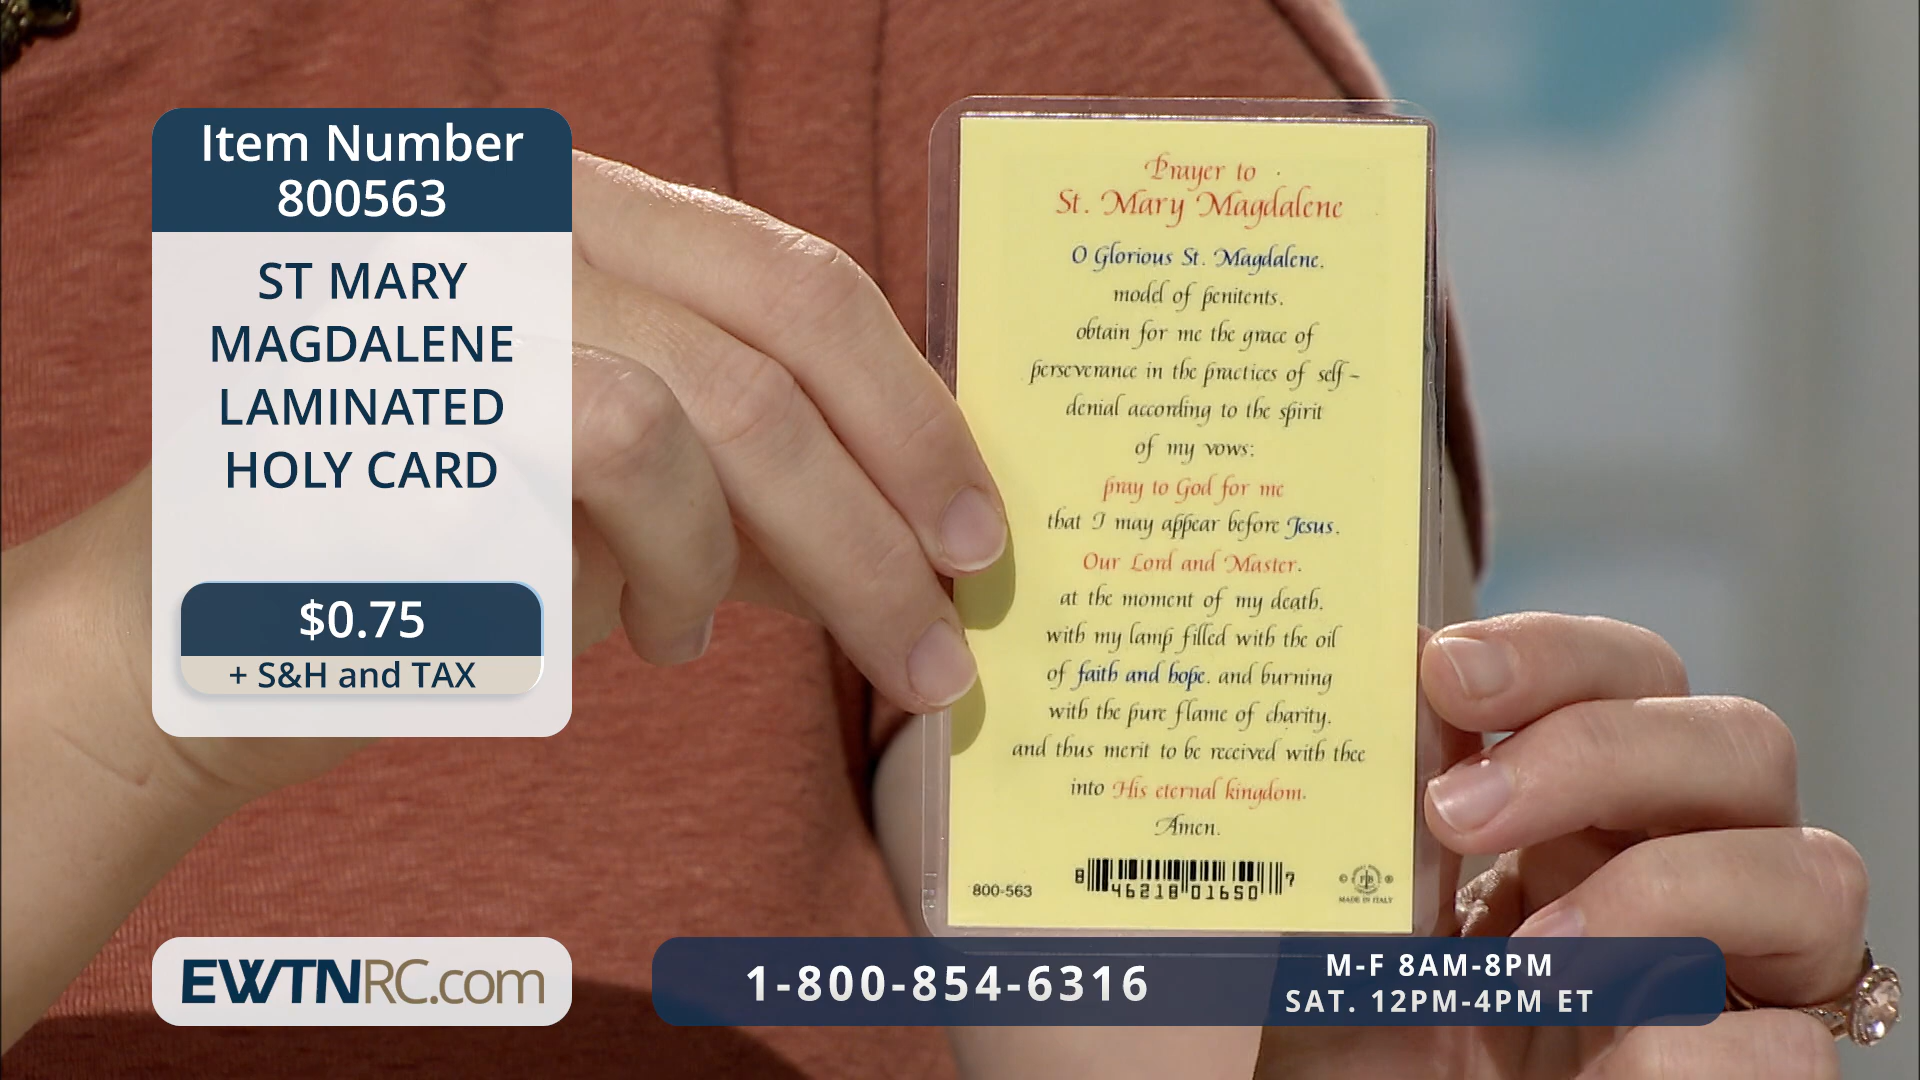 Item Number
800563
ST MARY
MAGDALENE
LAMINATED
HOLY CARD
$0.75
+ S&H and TAX
Prayer to
St. Mary Magdalene
O Glorious St. Magdalene,
model of penitents,
obtain for me the grace of
perseverance in the practices of self-
denial according to the spirit
of my vows:
pray to God for me
that I may appear before Jesus,
Our Lord and Master,
at the moment of my death,
with my lamp filled with the oil
of faith and hope, and burning
with the pure flame of charity,
and thus merit to be received with thee
into His eternal kingdom.
Amen.
800-563
8 46218 01650 7
© FB ®
MADE IN ITALY
EWTNRC.com
1-800-854-6316
M-F 8AM-8PM
SAT. 12PM-4PM ET